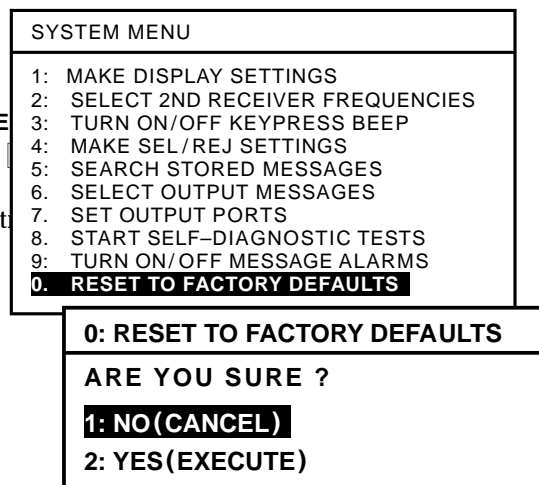 SYSTEM MENU
1: MAKE DISPLAY SETTINGS
2: SELECT 2ND RECEIVER FREQUENCIES
3: TURN ON/OFF KEYPRESS BEEP
4: MAKE SEL/REJ SETTINGS
5: SEARCH STORED MESSAGES
6. SELECT OUTPUT MESSAGES
7. SET OUTPUT PORTS
8. START SELF–DIAGNOSTIC TESTS
9: TURN ON/OFF MESSAGE ALARMS
0. RESET TO FACTORY DEFAULTS
0: RESET TO FACTORY DEFAULTS
ARE YOU SURE ?
1: NO(CANCEL)
2: YES(EXECUTE)